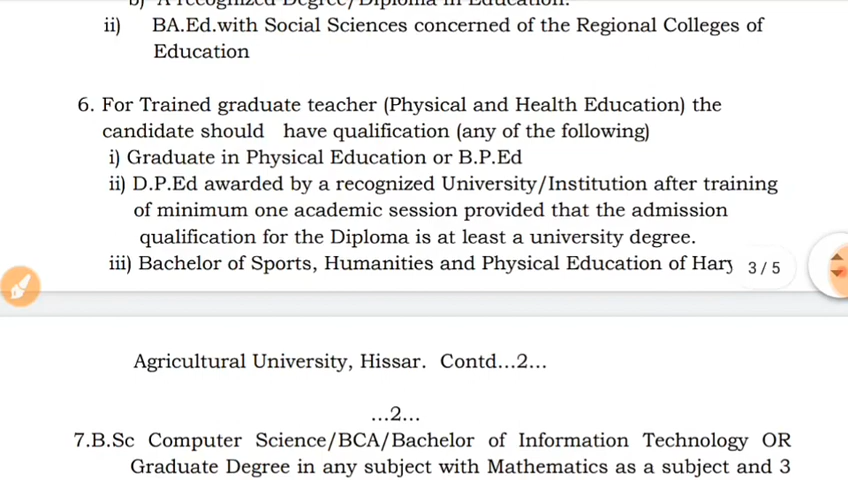 ii) BA.Ed.with Social Sciences concerned of the Regional Colleges of
Education
6. For Trained graduate teacher (Physical and Health Education) the
candidate should have qualification (any of the following)
i) Graduate in Physical Education or B.P.Ed
ii) D.P.Ed awarded by a recognized University/Institution after training
of minimum one academic session provided that the admission
qualification for the Diploma is at least a university degree.
iii) Bachelor of Sports, Humanities and Physical Education of Hary
3/5
Agricultural University, Hissar. Contd...2...
...2...
7.B.Sc Computer Science/BCA/Bachelor of Information Technology OR
Graduate Degree in any subject with Mathematics as a subject and 3